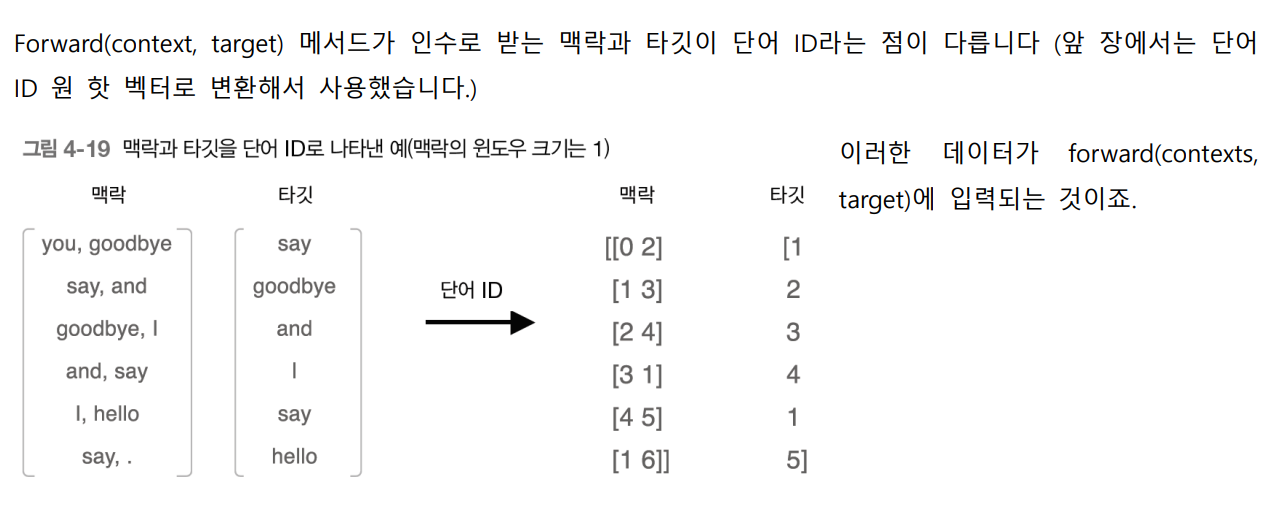 Forward(context, target) 메서드가 인수로 받는 맥락과 타깃이 단어 ID라는 점이 다릅니다 (앞 장에서는 단어
ID 원 핫 벡터로 변환해서 사용했습니다.)
그림 4-19 맥락과 타깃을 단어 ID로 나타낸 예(맥락의 윈도우 크기는 1)
맥락 타깃
you, goodbye say
say, and goodbye
goodbye, I and
and, say I
I, hello say
say, . hello
단어 ID
맥락 타깃
[[0 2] [1
[1 3] 2
[2 4] 3
[3 1] 4
[4 5] 1
[1 6]] 5]
이러한 데이터가 forward(contexts,
target)에 입력되는 것이죠.